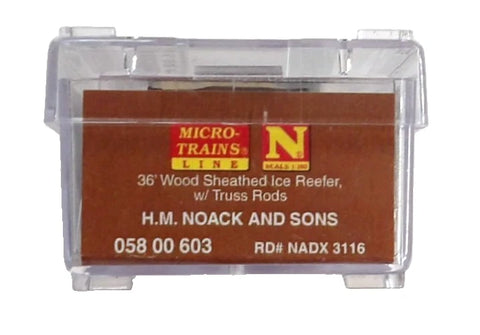 MICRO-
TRAINS®
LINE
N
SCALE 1:160
36' Wood Sheathed Ice Reefer,
w/ Truss Rods
H.M. NOACK AND SONS
058 00 603 RD# NADX 3116